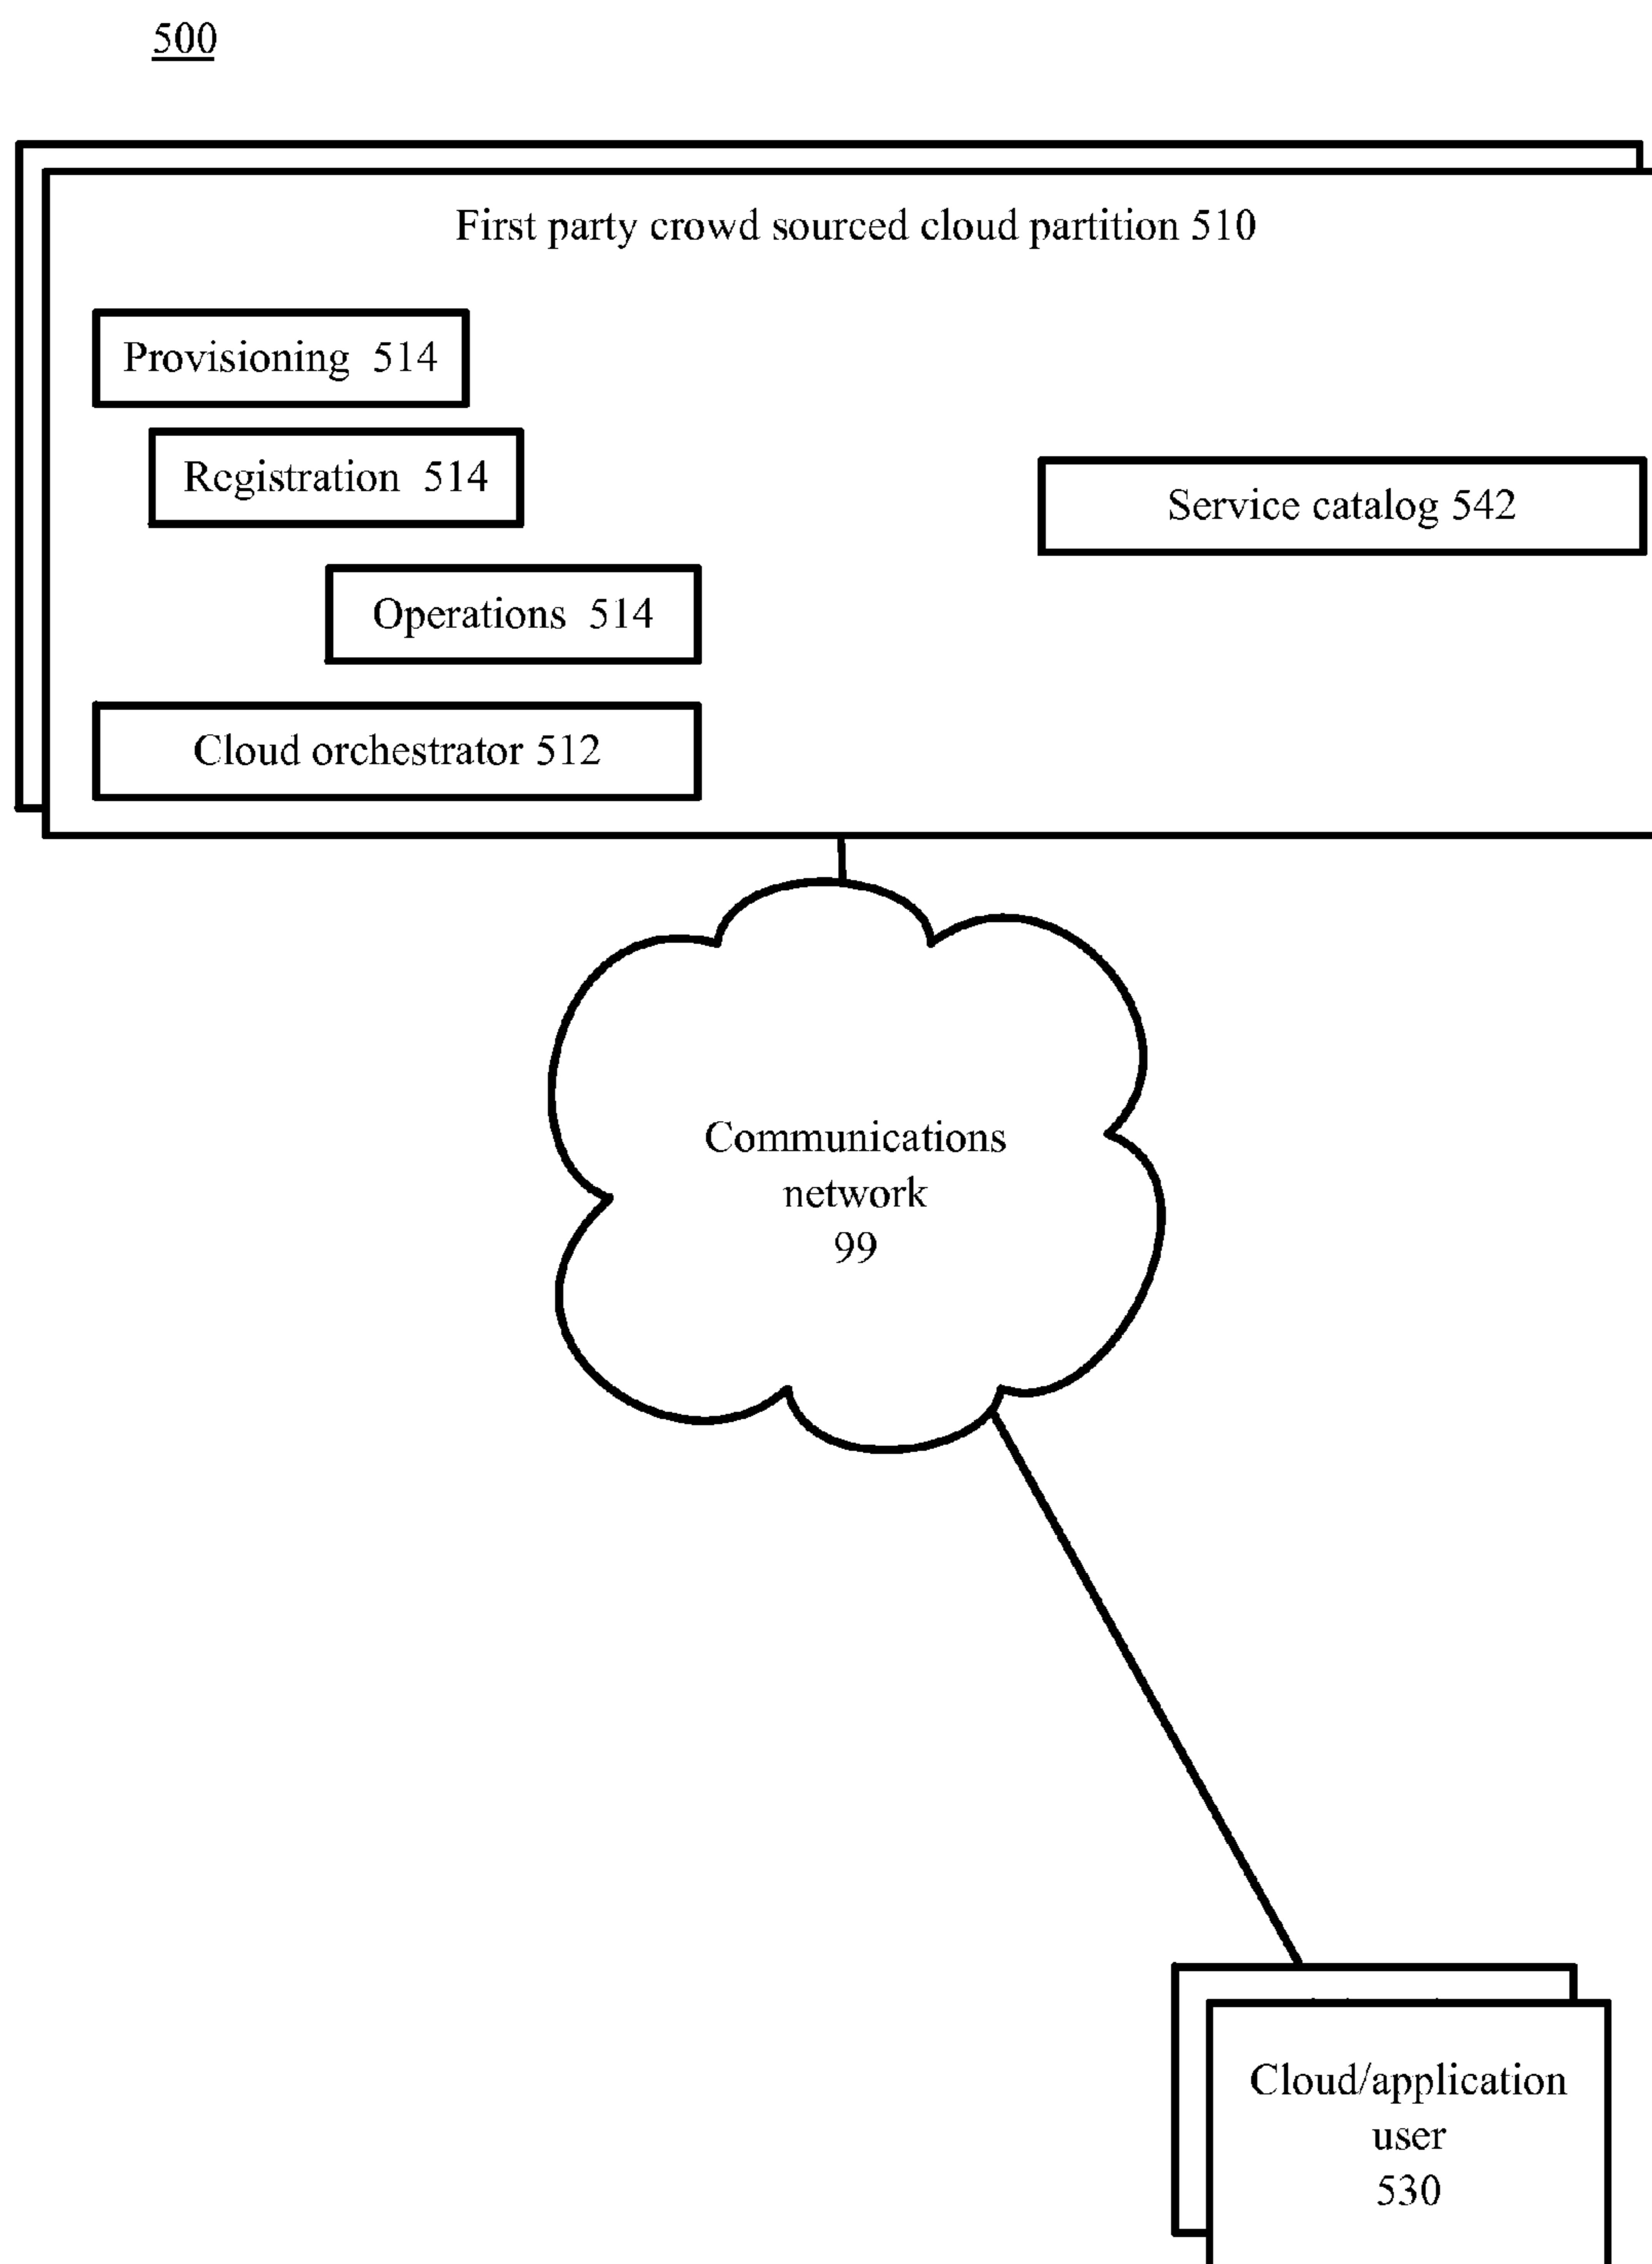 500
First party crowd sourced cloud partition 510
Provisioning 514
Registration 514
Service catalog 542
Operations 514
Cloud orchestrator 512
Communications
network
99
Cloud/application
user
530